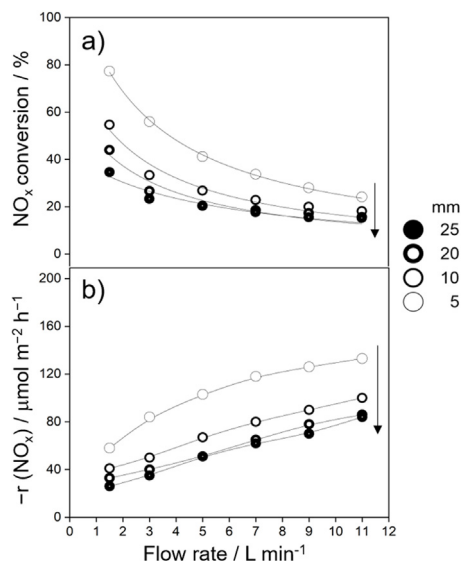 a)
100
80
60
40
20
0
NOx conversion / %
mm
25
20
10
5
b)
200
160
120
80
40
0
−r (NOx) / μmol m⁻² h⁻¹
0 1 2 3 4 5 6 7 8 9 10 11 12
Flow rate / L min⁻¹